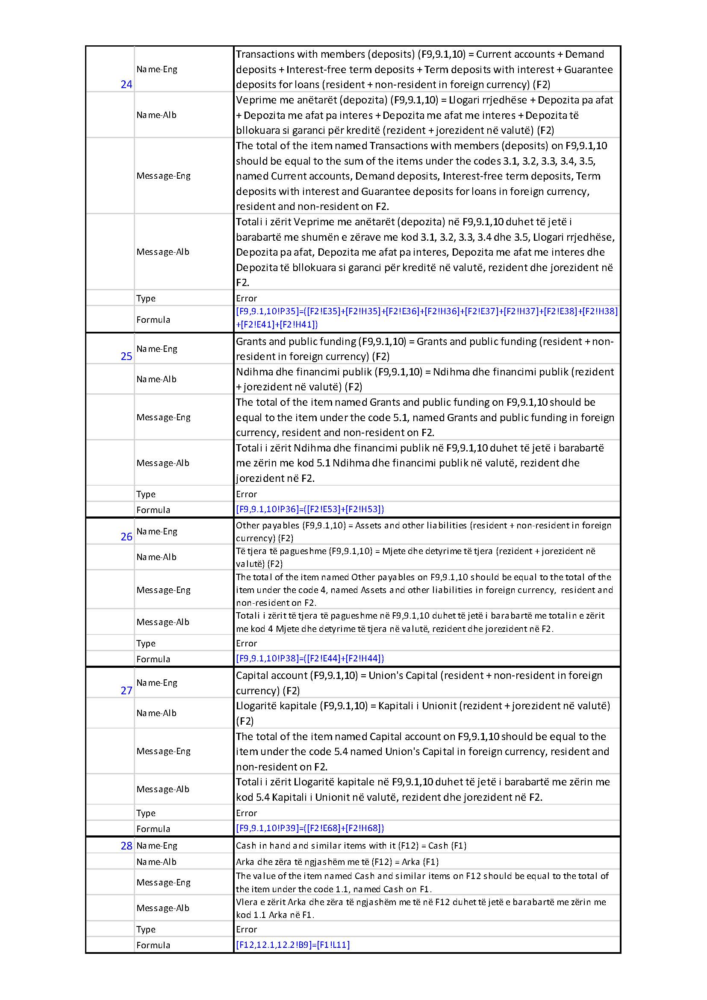 24
Name-Eng
Transactions with members (deposits) (F9,9.1,10) = Current accounts + Demand
deposits + Interest-free term deposits + Term deposits with interest + Guarantee
deposits for loans (resident + non-resident in foreign currency) (F2)
Name-Alb
Veprime me anëtarët (depozita) (F9,9.1,10) = Llogari rrjedhëse + Depozita pa afat
+ Depozita me afat pa interes + Depozita me afat me interes + Depozita të
bllokuara si garanci për kreditë (rezident + jorezident në valutë) (F2)
Message-Eng
The total of the item named Transactions with members (deposits) on F9,9.1,10
should be equal to the sum of the items under the codes 3.1, 3.2, 3.3, 3.4, 3.5,
named Current accounts, Demand deposits, Interest-free term deposits, Term
deposits with interest and Guarantee deposits for loans in foreign currency,
resident and non-resident on F2.
Message-Alb
Totali i zërit Veprime me anëtarët (depozita) në F9,9.1,10 duhet të jetë i
barabartë me shumën e zërave me kod 3.1, 3.2, 3.3, 3.4 dhe 3.5, Llogari rrjedhëse,
Depozita pa afat, Depozita me afat pa interes, Depozita me afat me interes dhe
Depozita të bllokuara si garanci për kreditë në valutë, rezident dhe jorezident në
F2.
Type
Error
Formula
[F9,9.1,10!P35]=([F2!E35]+[F2!H35]+[F2!E36]+[F2!H36]+[F2!E37]+[F2!H37]+[F2!E38]+[F2!H38]
+[F2!E41]+[F2!H41])
25
Name-Eng
Grants and public funding (F9,9.1,10) = Grants and public funding (resident + non-
resident in foreign currency) (F2)
Name-Alb
Ndihma dhe financimi publik (F9,9.1,10) = Ndihma dhe financimi publik (rezident
+ jorezident në valutë) (F2)
Message-Eng
The total of the item named Grants and public funding on F9,9.1,10 should be
equal to the item under the code 5.1, named Grants and public funding in foreign
currency, resident and non-resident on F2.
Message-Alb
Totali i zërit Ndihma dhe financimi publik në F9,9.1,10 duhet të jetë i barabartë
me zërin me kod 5.1 Ndihma dhe financimi publik në valutë, rezident dhe
jorezident në F2.
Type
Error
Formula
[F9,9.1,10!P36]=([F2!E53]+[F2!H53])
26
Name-Eng
Other payables (F9,9.1,10) = Assets and other liabilities (resident + non-resident in foreign
currency) (F2)
Name-Alb
Të tjera të pagueshme (F9,9.1,10) = Mjete dhe detyrime të tjera (rezident + jorezident në
valutë) (F2)
Message-Eng
The total of the item named Other payables on F9,9.1,10 should be equal to the total of the
item under the code 4, named Assets and other liabilities in foreign currency,  resident and
non-resident on F2.
Message-Alb
Totali i zërit të tjera të pagueshme në F9,9.1,10 duhet të jetë i barabartë me totalin e zërit
me kod 4 Mjete dhe detyrime të tjera në valutë, rezident dhe jorezident në F2.
Type
Error
Formula
[F9,9.1,10!P38]=([F2!E44]+[F2!H44])
27
Name-Eng
Capital account (F9,9.1,10) = Union's Capital (resident + non-resident in foreign
currency) (F2)
Name-Alb
Llogaritë kapitale (F9,9.1,10) = Kapitali i Unionit (rezident + jorezident në valutë)
(F2)
Message-Eng
The total of the item named Capital account on F9,9.1,10 should be equal to the
item under the code 5.4 named Union's Capital in foreign currency, resident and
non-resident on F2.
Message-Alb
Totali i zërit Llogaritë kapitale në F9,9.1,10 duhet të jetë i barabartë me zërin me
kod 5.4 Kapitali i Unionit në valutë, rezident dhe jorezident në F2.
Type
Error
Formula
[F9,9.1,10!P39]=([F2!E68]+[F2!H68])
28
Name-Eng
Cash in hand and similar items with it (F12) = Cash (F1)
Name-Alb
Arka dhe zëra të ngjashëm me të (F12) = Arka (F1)
Message-Eng
The value of the item named Cash and similar items on F12 should be equal to the total of
the item under the code 1.1, named Cash on F1.
Message-Alb
Vlera e zërit Arka dhe zëra të ngjashëm me të në F12 duhet të jetë e barabartë me zërin me
kod 1.1 Arka në F1.
Type
Error
Formula
[F12,12.1,12.2!B9]=[F1!L11]